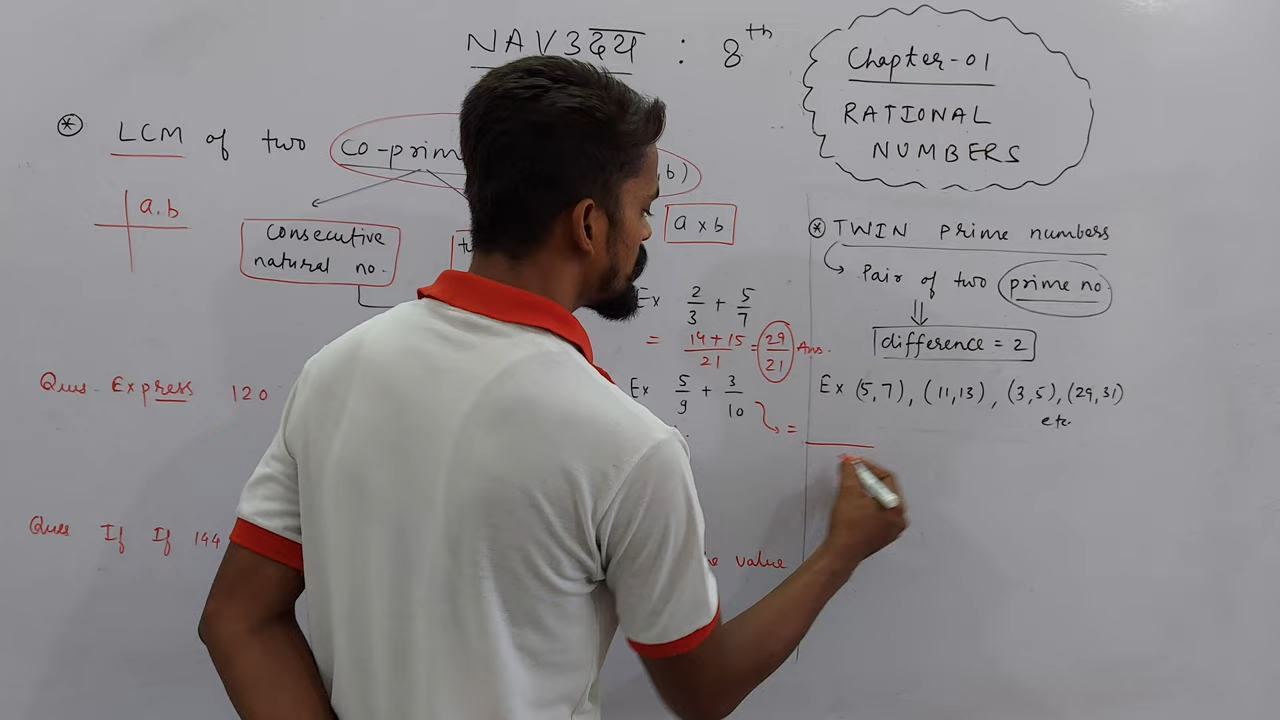 NAV3देय : 8th
Chapter-01
RATIONAL
NUMBERS
* LCM of two co-prim
,b)
a.b
consecutive
natural no.
a x b
Ex 2/3 + 5/7
= 14+15/21 = 29/21 Ans.
Ex 5/9 + 3/10
=
Ques. Express 120
Ques If If 144
value
* TWIN prime numbers
Pair of two prime no
difference = 2
Ex (5,7), (11,13), (3,5), (29,31)
etc